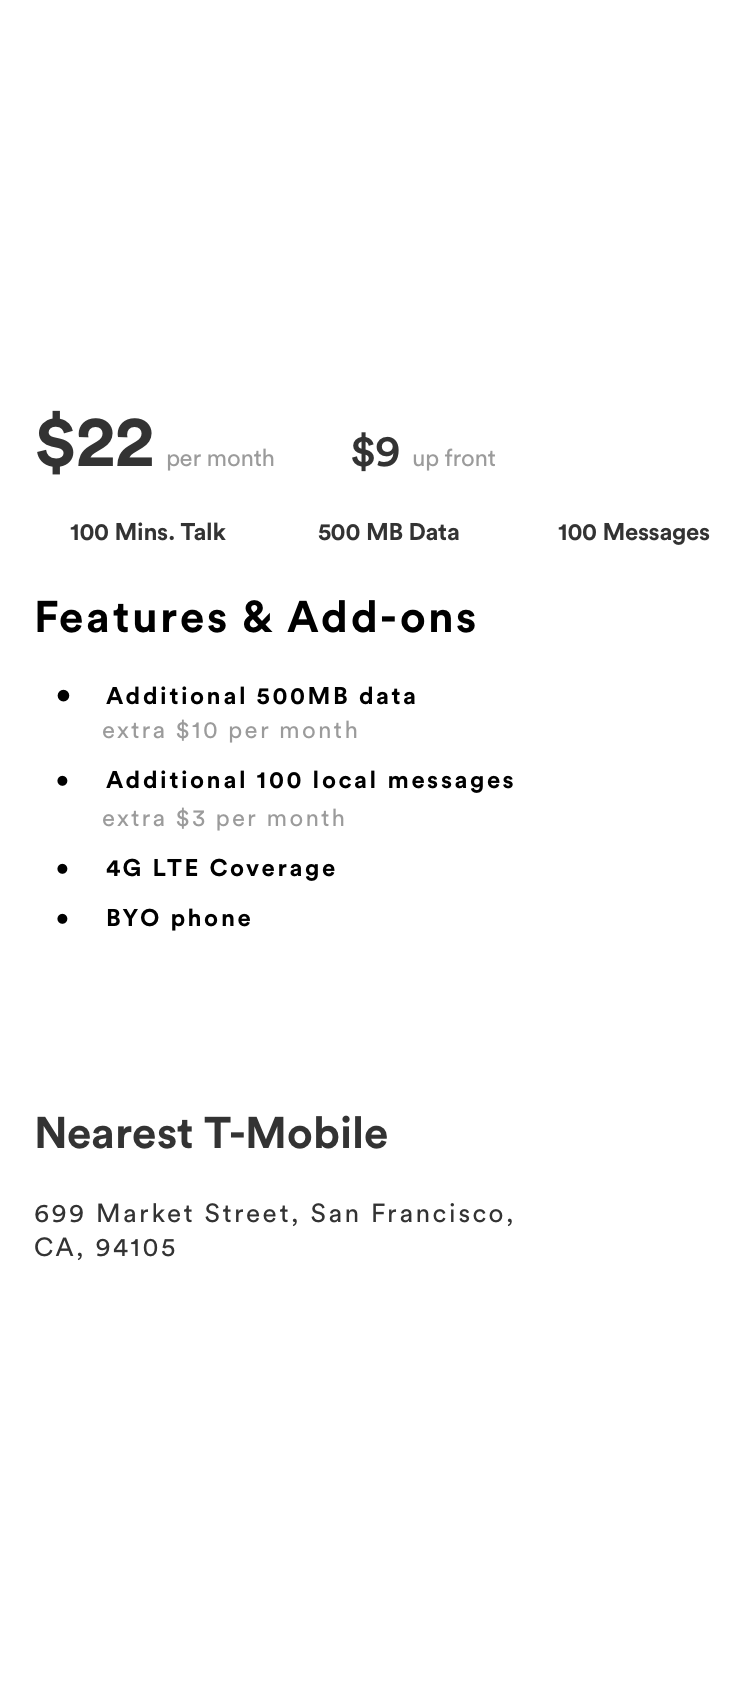 $22 per month $9 up front
100 Mins. Talk 500 MB Data 100 Messages
Features & Add-ons
• Additional 500MB data
extra $10 per month
• Additional 100 local messages
extra $3 per month
• 4G LTE Coverage
• BYO phone
Nearest T-Mobile
699 Market Street, San Francisco,
CA, 94105